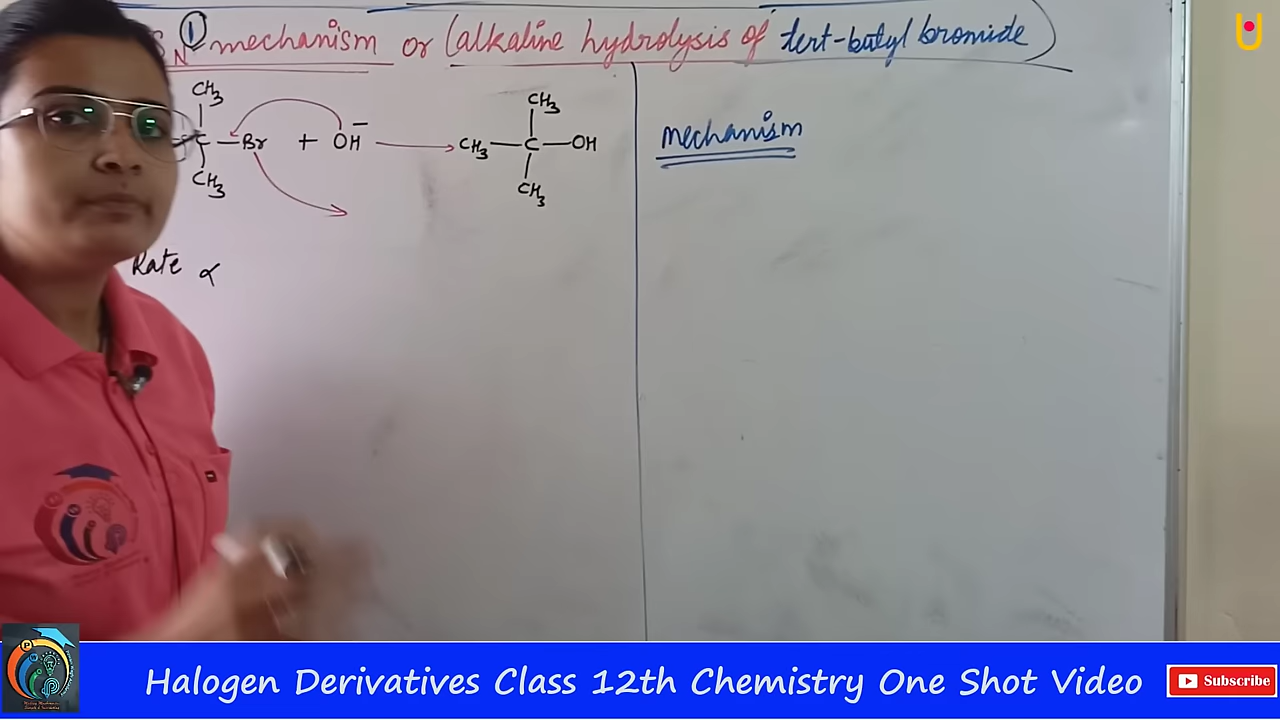 SN① mechanism or (alkaline hydrolysis of tert-butyl bromide)
CH3
C — Br + OH⁻ → CH3 — C — OH
CH3
CH3
CH3
mechanism
Rate ∝
Halogen Derivatives Class 12th Chemistry One Shot Video
Subscribe